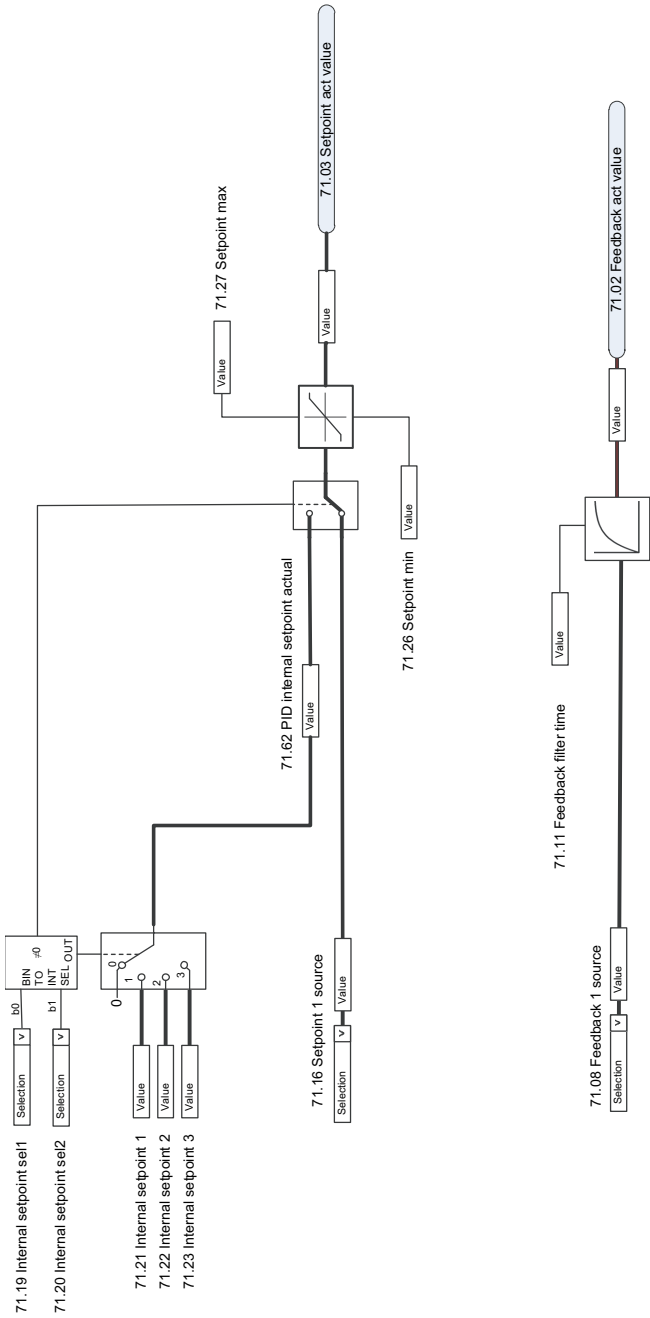 71.19 Internal setpoint sel1
Selection
v
b0
71.20 Internal setpoint sel2
Selection
v
b1
BIN
TO
INT
SEL
≠0
OUT
0
0
1
2
3
71.21 Internal setpoint 1
Value
71.22 Internal setpoint 2
Value
71.23 Internal setpoint 3
Value
71.62 PID internal setpoint actual
Value
71.16 Setpoint 1 source
Selection
v
Value
71.27 Setpoint max
Value
71.26 Setpoint min
Value
Value
71.03 Setpoint act value
71.11 Feedback filter time
Value
71.08 Feedback 1 source
Selection
v
Value
Value
71.02 Feedback act value